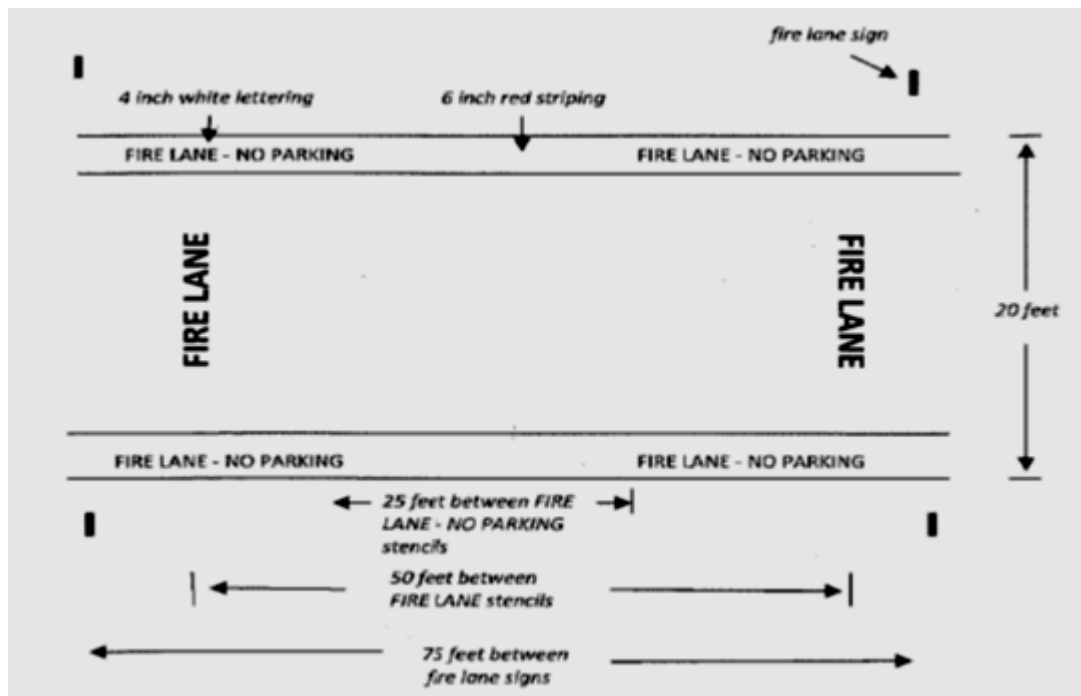 fire lane sign
4 inch white lettering
6 inch red striping
FIRE LANE - NO PARKING
FIRE LANE - NO PARKING
FIRE LANE
FIRE LANE
20 feet
FIRE LANE - NO PARKING
FIRE LANE - NO PARKING
25 feet between FIRE
LANE - NO PARKING
stencils
50 feet between
FIRE LANE stencils
75 feet between
fire lane signs